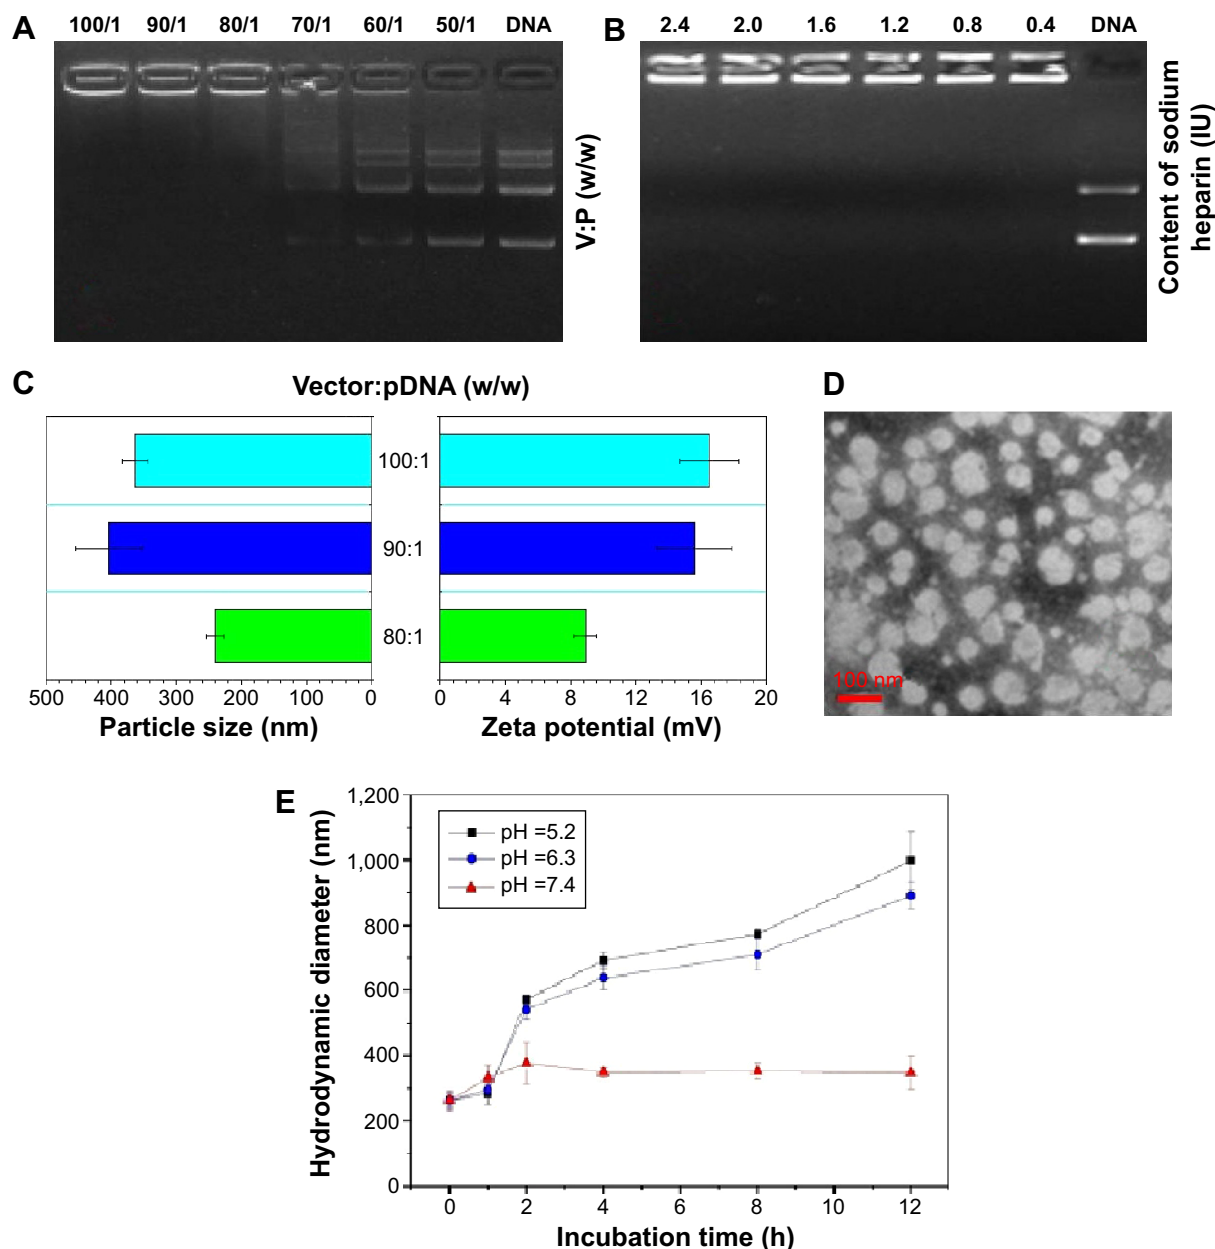 A
100/1 90/1 80/1 70/1 60/1 50/1 DNA
V:P (w/w)
B
2.4 2.0 1.6 1.2 0.8 0.4 DNA
Content of sodium
heparin (IU)
C
Vector:pDNA (w/w)
100:1
90:1
80:1
500 400 300 200 100 0
Particle size (nm)
0 4 8 12 16 20
Zeta potential (mV)
D
100 nm
E
Hydrodynamic diameter (nm)
1,200
1,000
800
600
400
200
0
pH =5.2
pH =6.3
pH =7.4
0 2 4 6 8 10 12
Incubation time (h)